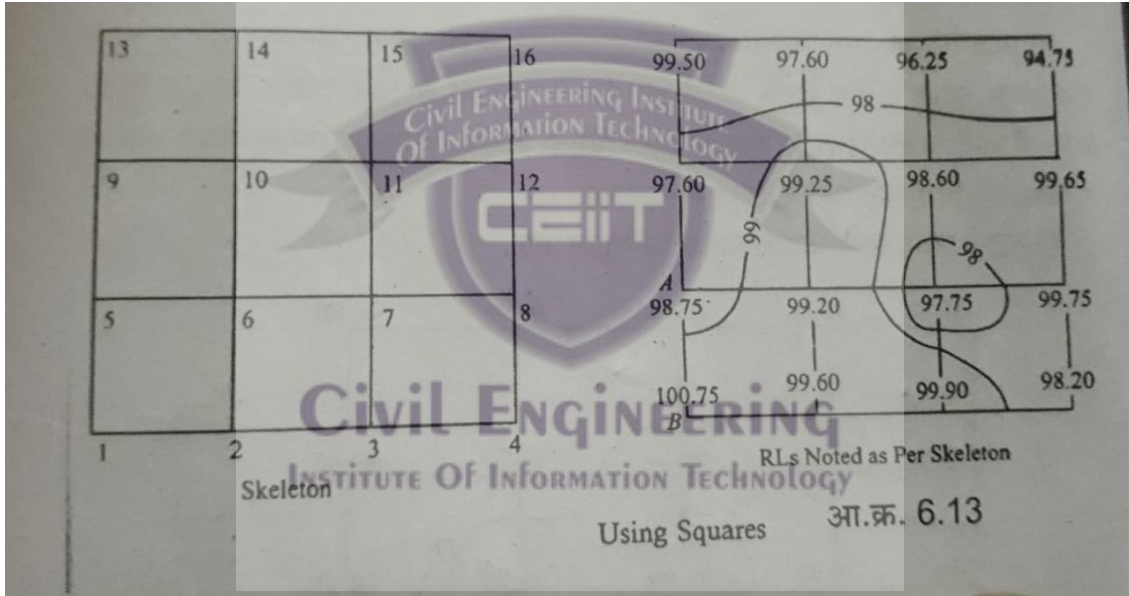 13 14 15 16
9 10 11 12
5 6 7 8
1 2 3 4
Skeleton
99.50 97.60 96.25 94.75
98
97.60 99.25 98.60 99.65
99
98
A
98.75 99.20 97.75 99.75
100.75 99.60 99.90 98.20
B
RLs Noted as Per Skeleton
Using Squares
आ.क्र. 6.13
Civil Engineering Institute
Of Information Technology
CEiiT
Civil Engineering
Institute Of Information Technology